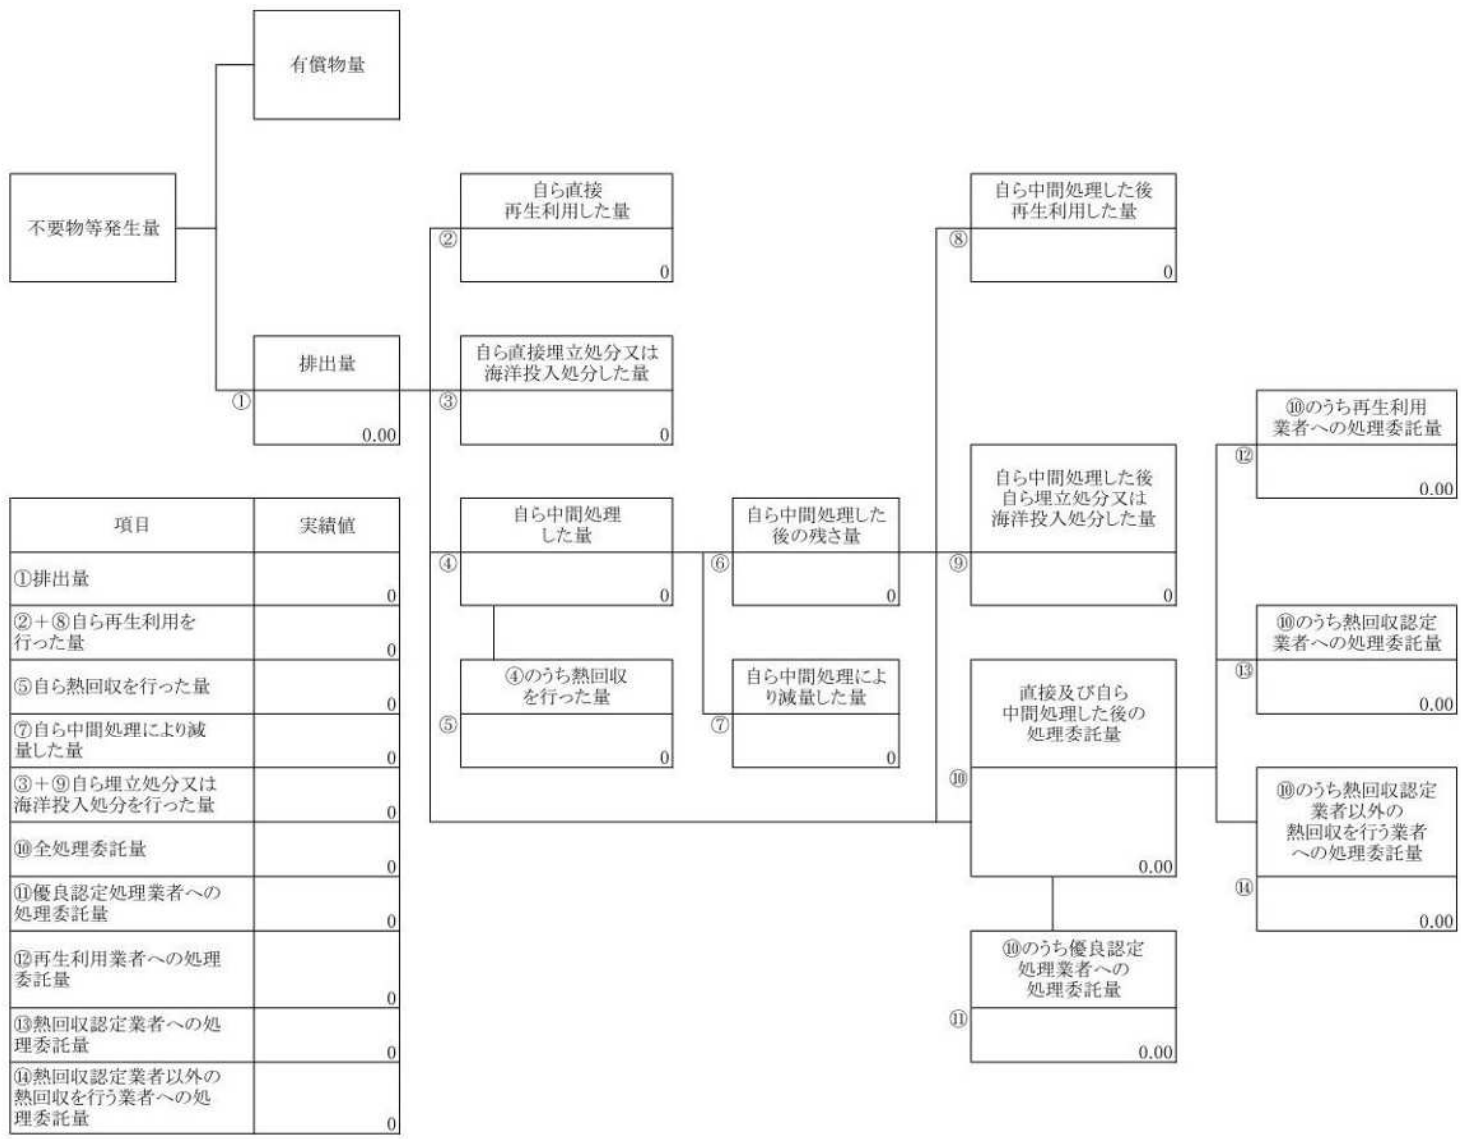 有償物量
不要物等発生量
自ら直接
再生利用した量
②
0
自ら中間処理した後
再生利用した量
⑧
0
排出量
①
0.00
自ら直接埋立処分又は
海洋投入処分した量
③
0
⑩のうち再生利用
業者への処理委託量
⑫
0.00
自ら中間処理
した量
④
0
自ら中間処理した
後の残さ量
⑥
0
自ら中間処理した後
自ら埋立処分又は
海洋投入処分した量
⑨
0
④のうち熱回収
を行った量
⑤
0
自ら中間処理によ
り減量した量
⑦
0
直接及び自ら
中間処理した後の
処理委託量
⑩
0.00
⑩のうち熱回収認定
業者への処理委託量
⑬
0.00
⑩のうち熱回収認定
業者以外の
熱回収を行う業者
への処理委託量
⑭
0.00
⑩のうち優良認定
処理業者への
処理委託量
⑪
0.00
項目
実績値
①排出量
0
②＋⑧自ら再生利用を
行った量
0
⑤自ら熱回収を行った量
0
⑦自ら中間処理により減
量した量
0
③＋⑨自ら埋立処分又は
海洋投入処分を行った量
0
⑩全処理委託量
0
⑪優良認定処理業者への
処理委託量
0
⑫再生利用業者への処理
委託量
0
⑬熱回収認定業者への処
理委託量
0
⑭熱回収認定業者以外の
熱回収を行う業者への処
理委託量
0